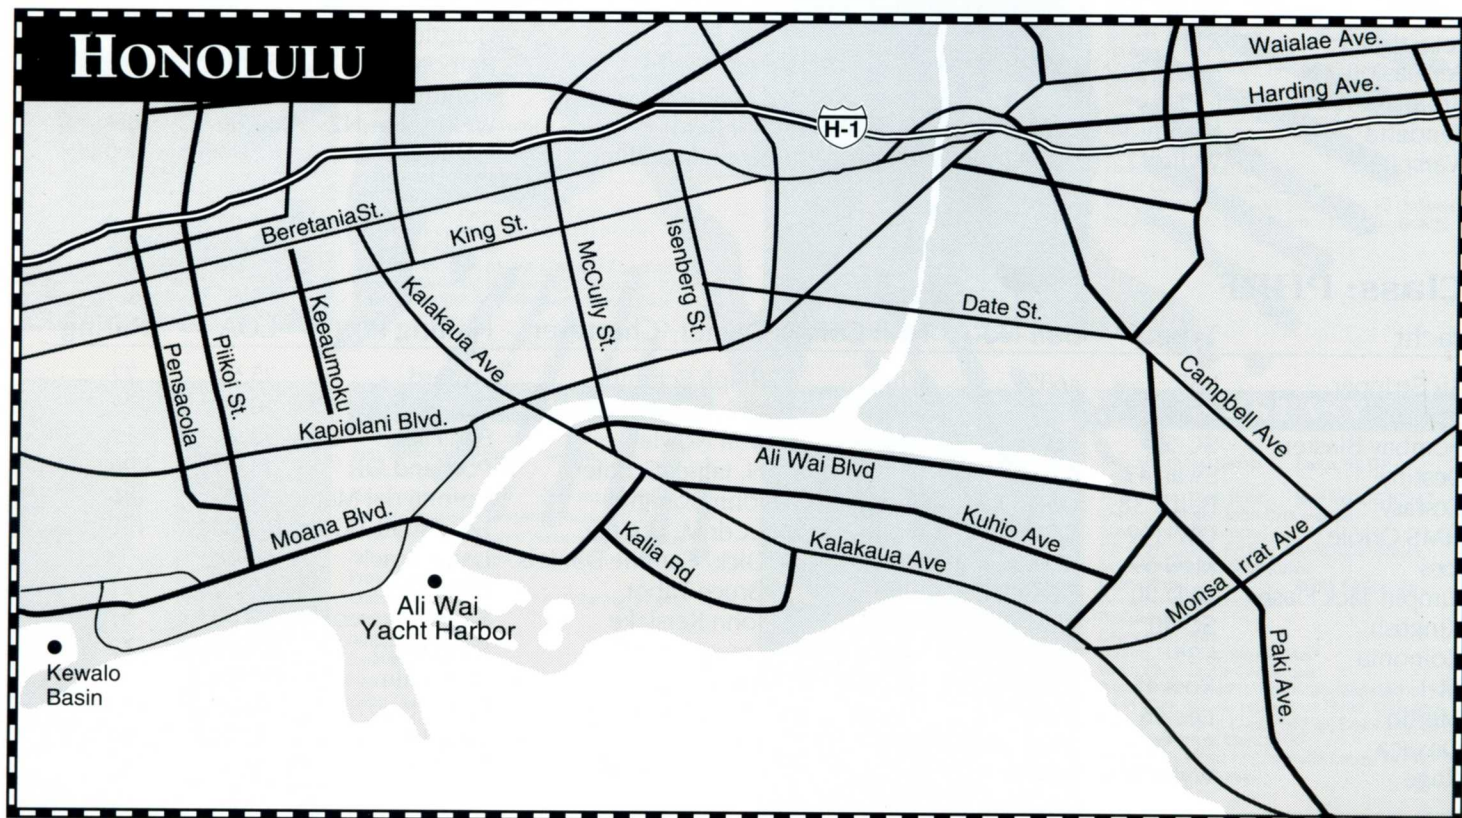 HONOLULU
Waialae Ave.
Harding Ave.
H-1
Beretania St.
King St.
Isenberg St.
McCully St.
Kalakaua Ave
Keeaumoku
Piikoi St.
Pensacola
Date St.
Campbell Ave
Kapiolani Blvd.
Ali Wai Blvd
Moana Blvd.
Kuhio Ave
Kalakaua Ave
Kalia Rd
Monsa rrat Ave
Ali Wai
Yacht Harbor
Paki Ave.
Kewalo
Basin